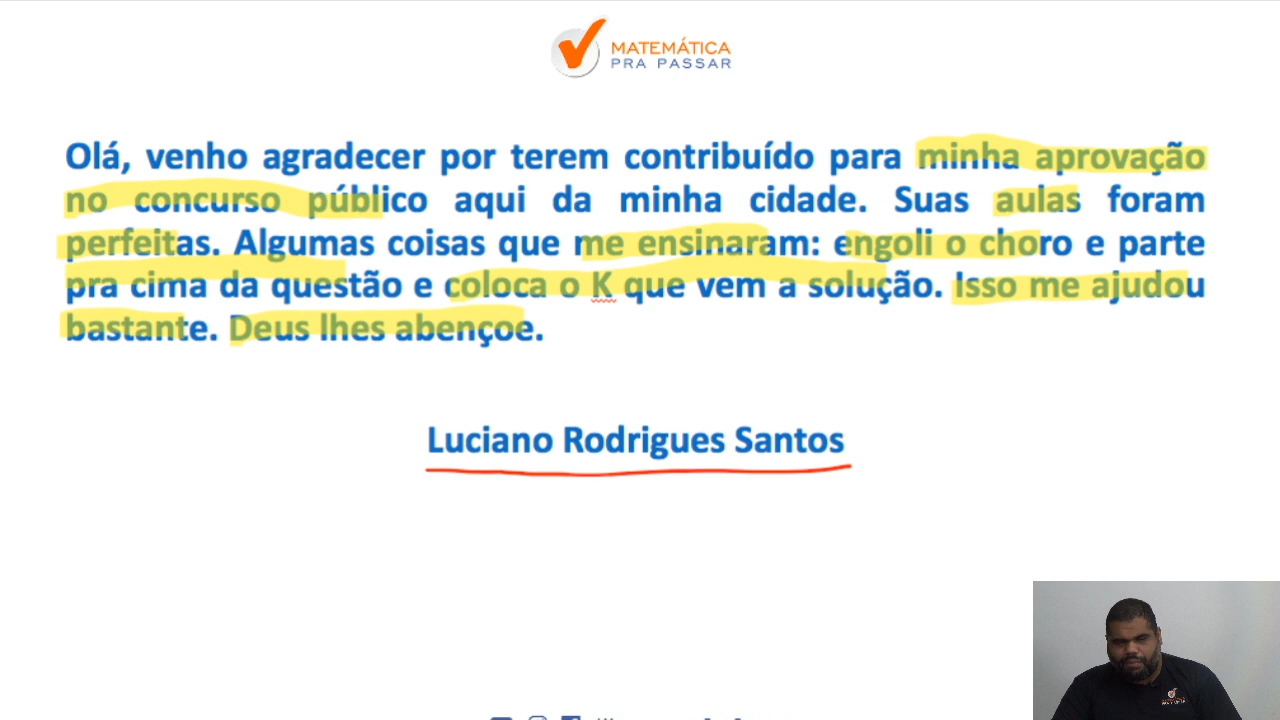 MATEMÁTICA
PRA PASSAR
Olá, venho agradecer por terem contribuído para minha aprovação
no concurso público aqui da minha cidade. Suas aulas foram
perfeitas. Algumas coisas que me ensinaram: engoli o choro e parte
pra cima da questão e coloca o K que vem a solução. Isso me ajudou
bastante. Deus lhes abençoe.
Luciano Rodrigues Santos